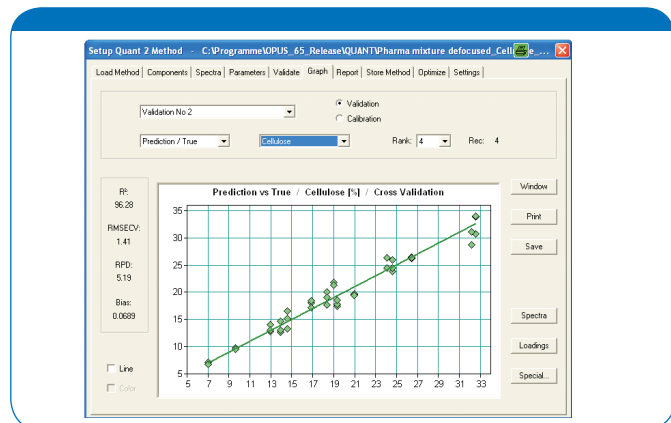 Setup Quant 2 Method - C:\Programme\OPUS_65_Release\QUANT\Pharma mixture defocused_Cell e_...
Load Method Components Spectra Parameters Validate Graph Report Store Method Optimize Settings
Validation No 2
Validation
Calibration
Prediction / True Cellulose Rank: 4 Rec: 4
R²:
96.28
RMSECV:
1.41
RPD:
5.19
Bias:
0.0689
Line
Color
Prediction vs True / Cellulose [%] / Cross Validation
35
30
25
20
15
10
5
5 7 9 11 13 15 17 19 21 23 25 27 29 31 33
Window
Print
Save
Spectra
Loadings
Special...